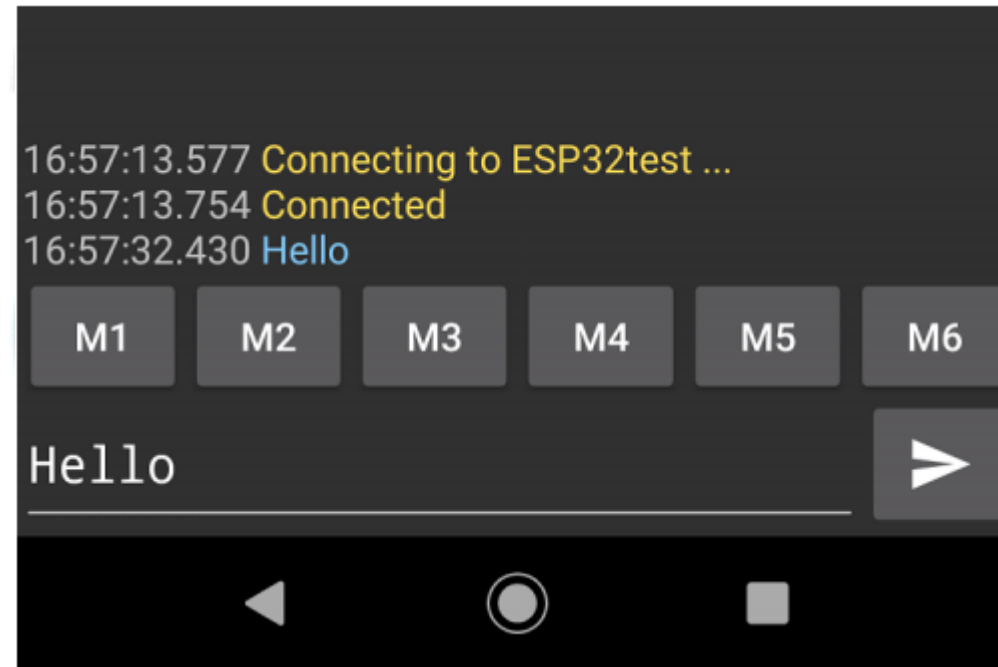 16:57:13.577 Connecting to ESP32test ...
16:57:13.754 Connected
16:57:32.430 Hello
M1 M2 M3 M4 M5 M6
Hello